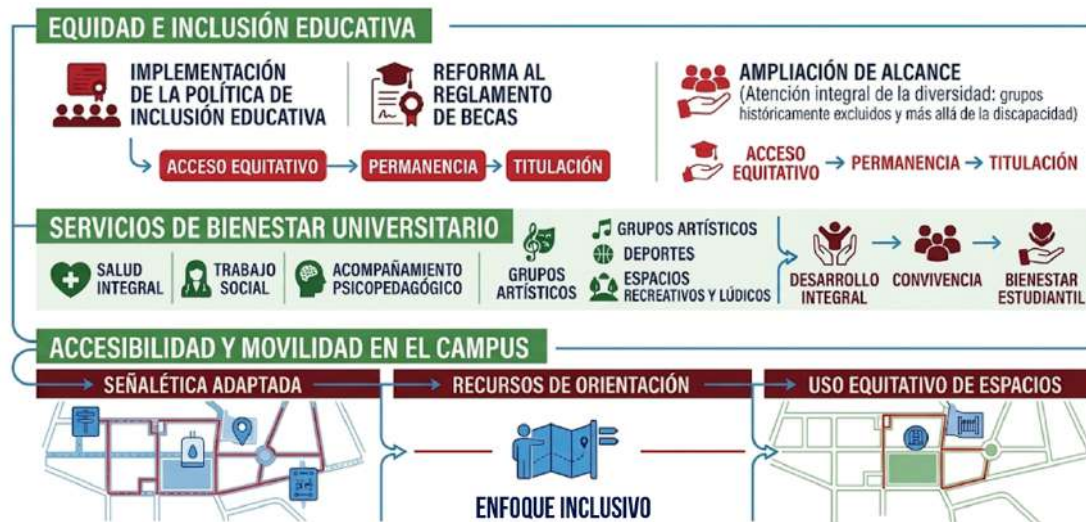 EQUIDAD E INCLUSIÓN EDUCATIVA
IMPLEMENTACIÓN
DE LA POLÍTICA DE
INCLUSIÓN EDUCATIVA
REFORMA AL
REGLAMENTO
DE BECAS
AMPLIACIÓN DE ALCANCE
(Atención integral de la diversidad: grupos
históricamente excluidos y más allá de la discapacidad)
ACCESO EQUITATIVO
PERMANENCIA
TITULACIÓN
ACCESO
EQUITATIVO
PERMANENCIA
TITULACIÓN
SERVICIOS DE BIENESTAR UNIVERSITARIO
SALUD
INTEGRAL
TRABAJO
SOCIAL
ACOMPAÑAMIENTO
PSICOPEDAGÓGICO
GRUPOS
ARTÍSTICOS
GRUPOS ARTÍSTICOS
DEPORTES
ESPACIOS
RECREATIVOS Y LÚDICOS
DESARROLLO
INTEGRAL
CONVIVENCIA
BIENESTAR
ESTUDIANTIL
ACCESIBILIDAD Y MOVILIDAD EN EL CAMPUS
SEÑALÉTICA ADAPTADA
RECURSOS DE ORIENTACIÓN
USO EQUITATIVO DE ESPACIOS
ENFOQUE INCLUSIVO